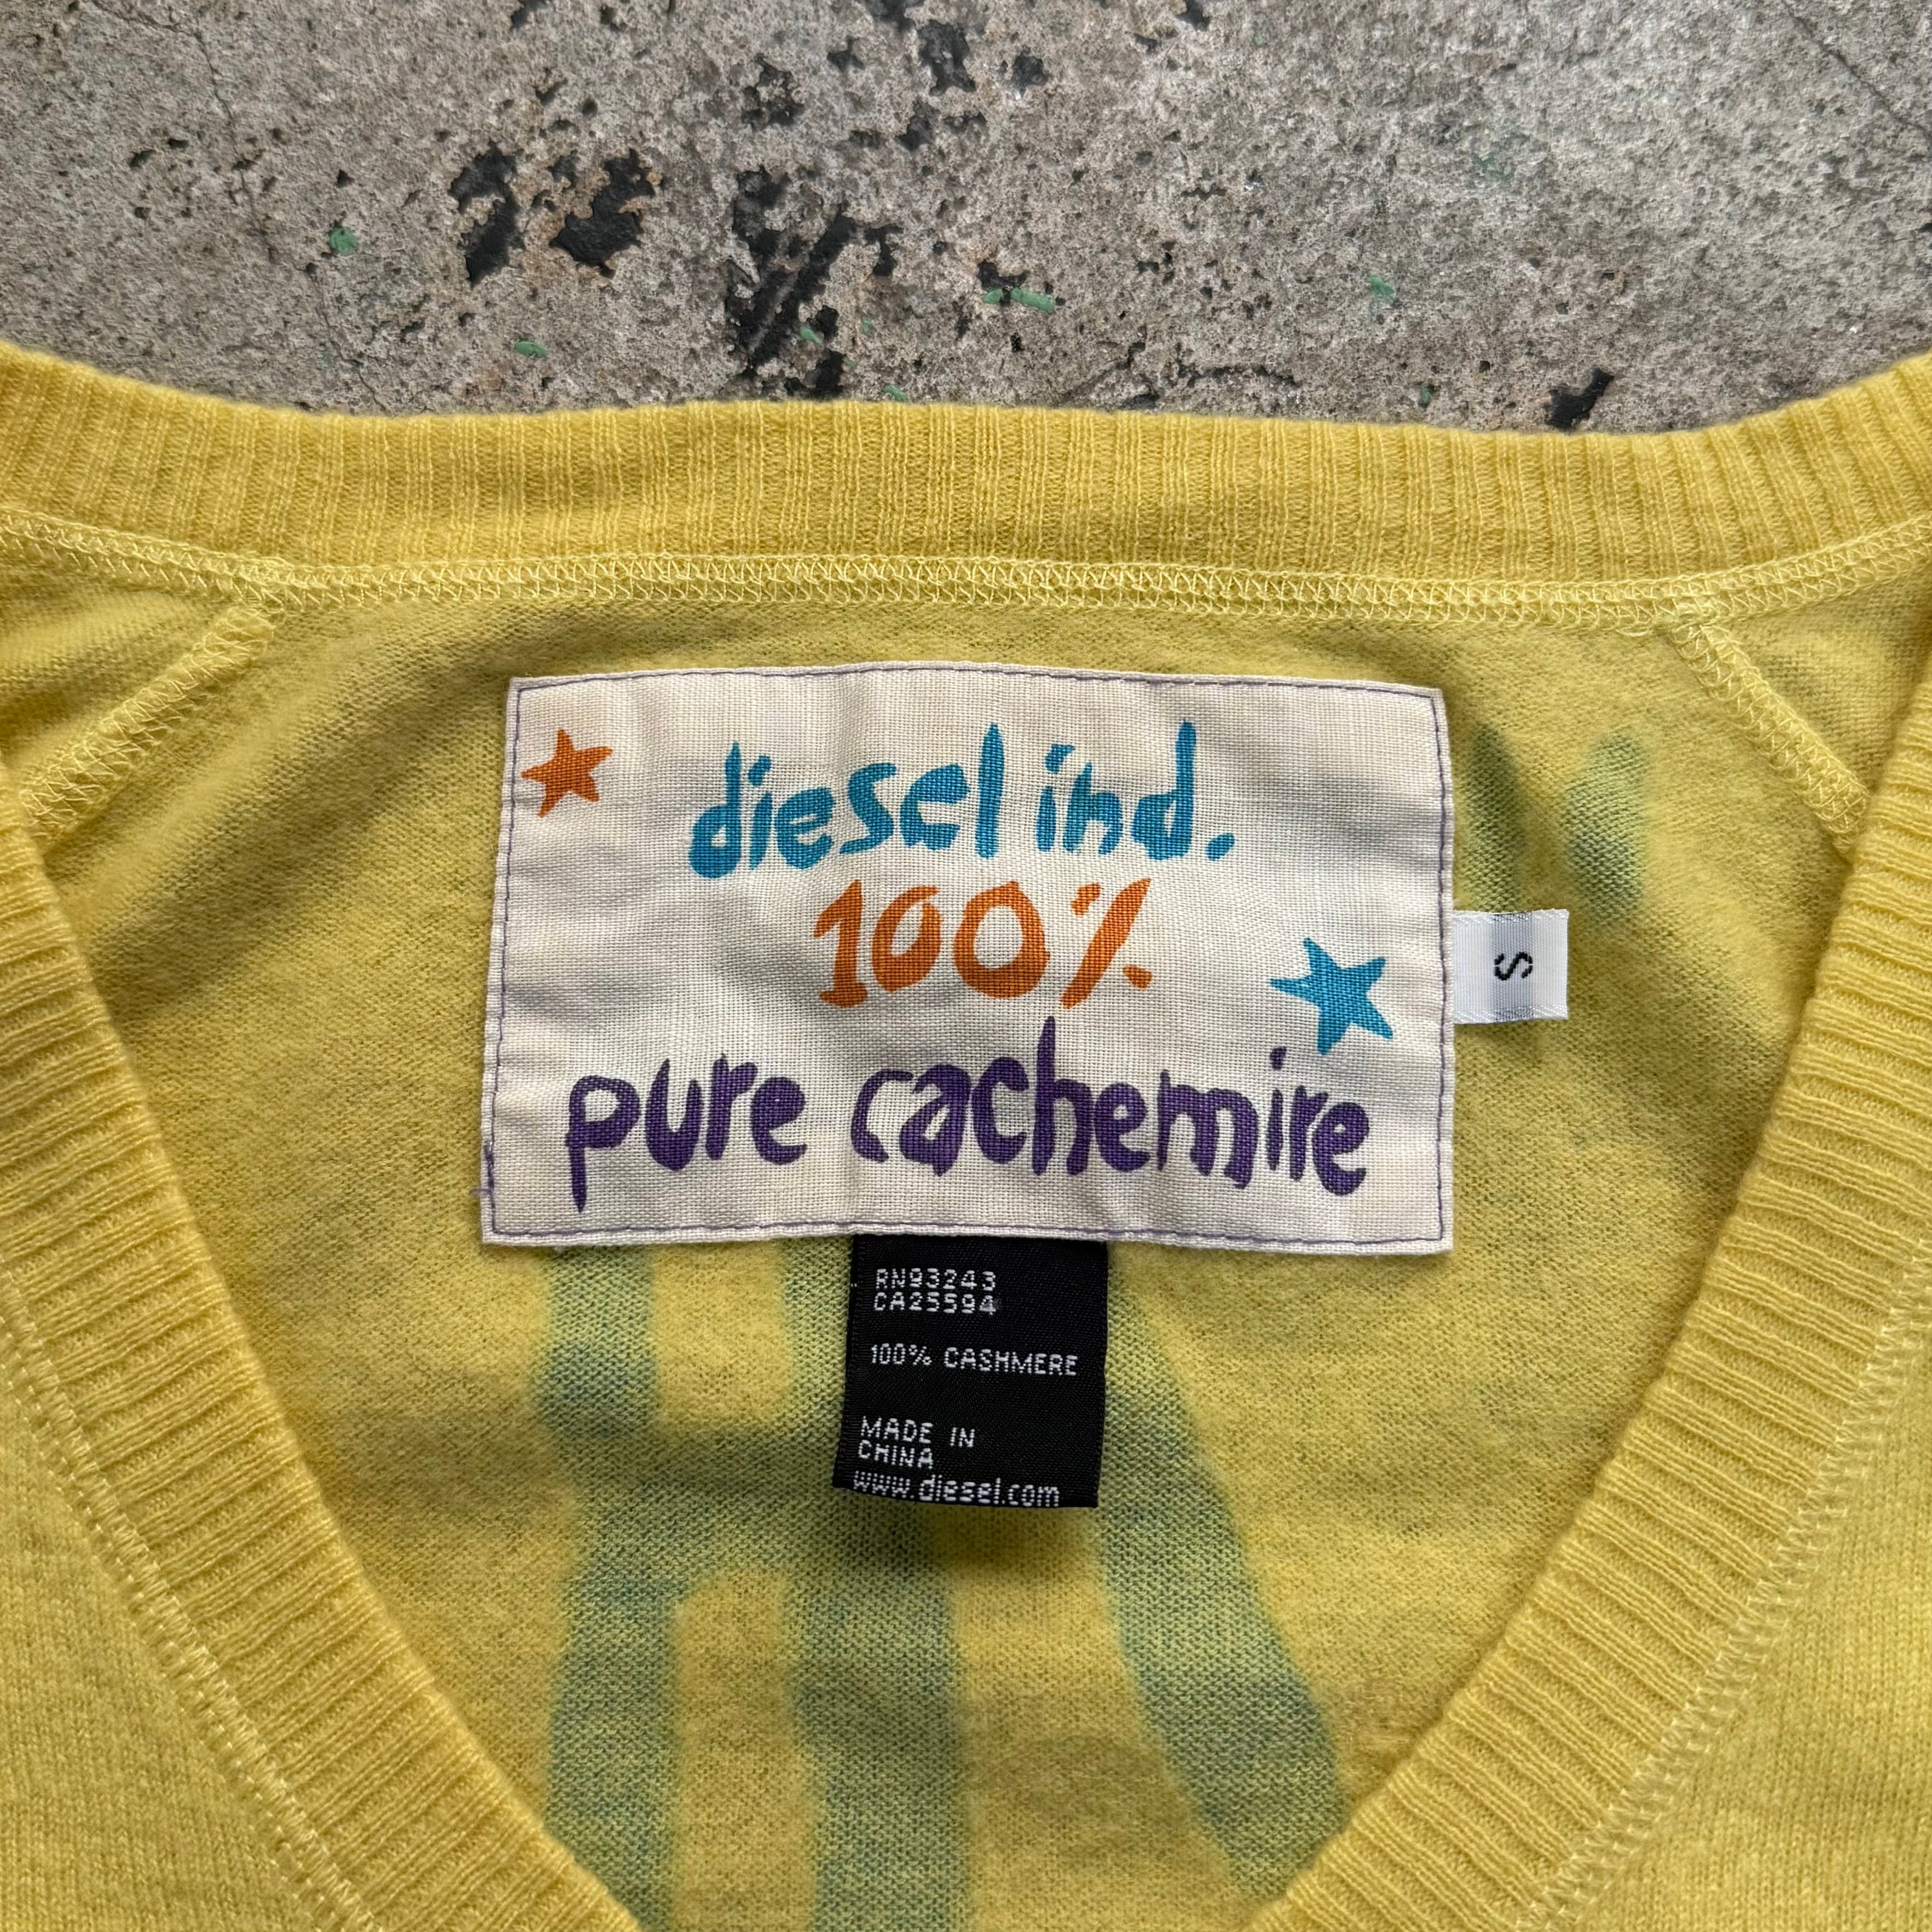 diesel ind.
100%
pure cachemire
S
RN93243
CA25594
100% CASHMERE
MADE IN
CHINA
www.diesel.com